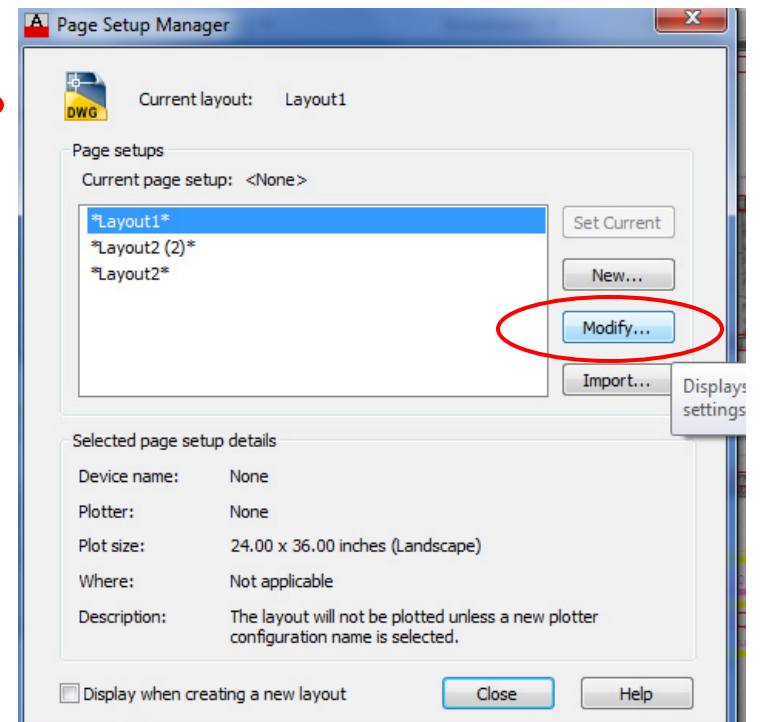 Page Setup Manager
DWG
Current layout: Layout1
Page setups
Current page setup: <None>
*Layout1*
*Layout2 (2)*
*Layout2*
Set Current
New...
Modify...
Import...
Displays
settings
Selected page setup details
Device name: None
Plotter: None
Plot size: 24.00 x 36.00 inches (Landscape)
Where: Not applicable
Description: The layout will not be plotted unless a new plotter
configuration name is selected.
Display when creating a new layout
Close
Help